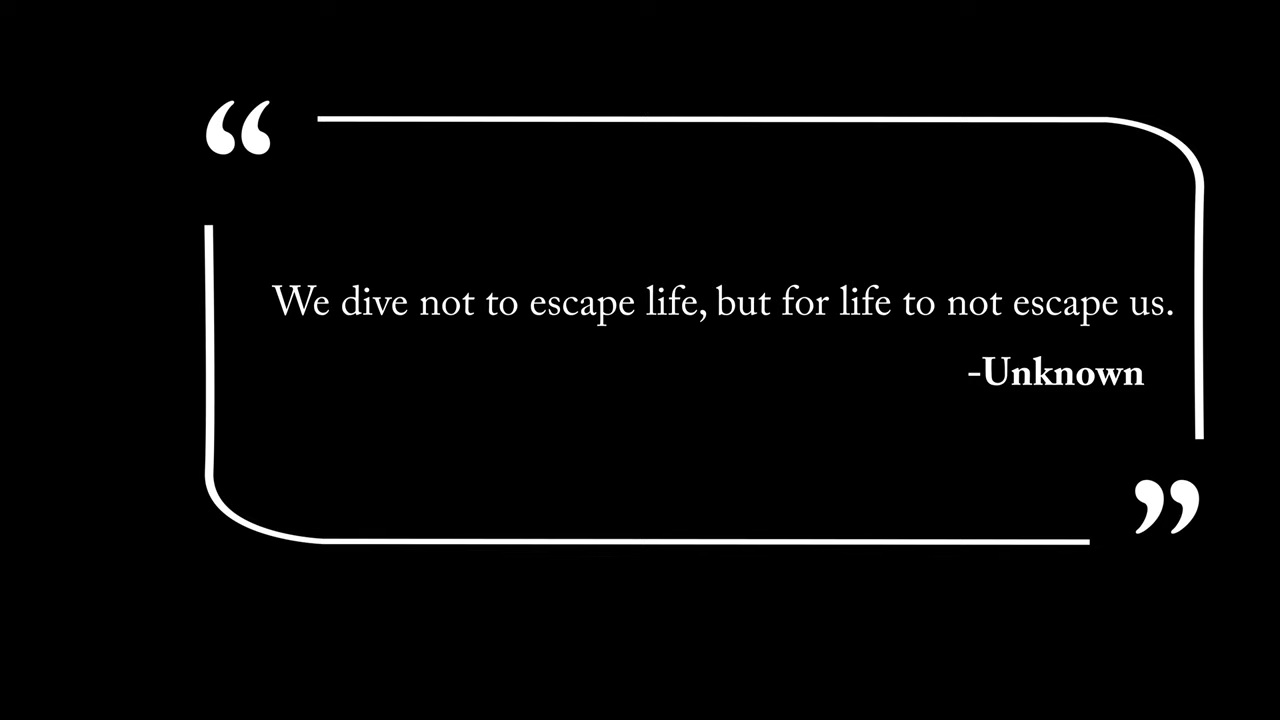 “
We dive not to escape life, but for life to not escape us.
-Unknown
”